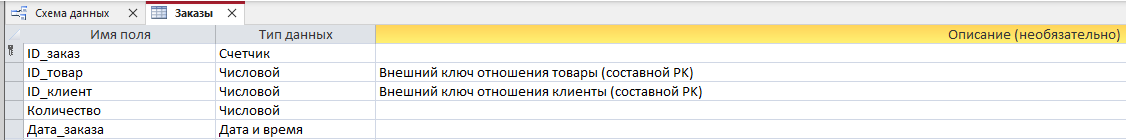 Схема данных Заказы
Имя поля Тип данных Описание (необязательно)
ID_заказ Счетчик
ID_товар Числовой Внешний ключ отношения товары (составной PK)
ID_клиент Числовой Внешний ключ отношения клиенты (составной PK)
Количество Числовой
Дата_заказа Дата и время